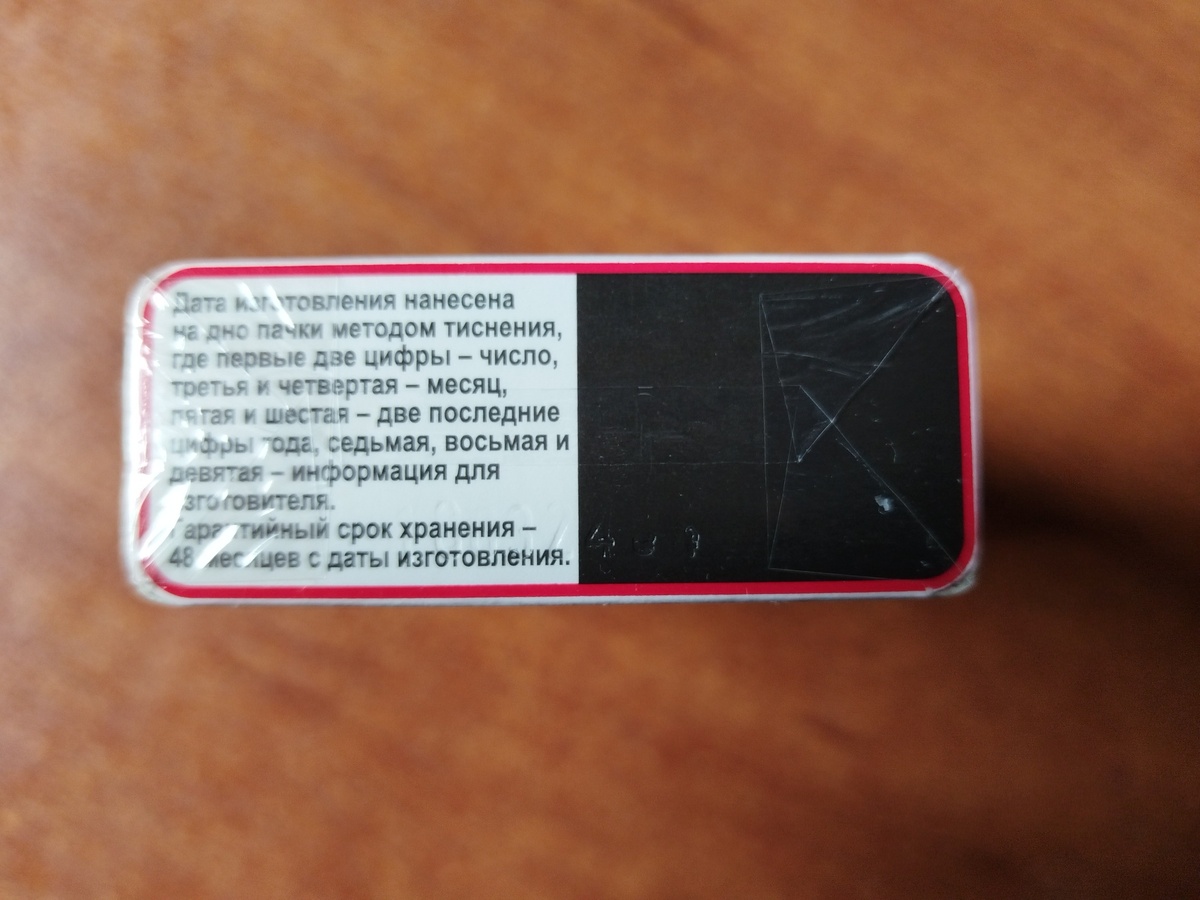 Дата изготовления нанесена
на дно пачки методом тиснения,
где первые две цифры – число,
третья и четвертая – месяц,
пятая и шестая – две последние
цифры года, седьмая, восьмая и
девятая – информация для
изготовителя.
Гарантийный срок хранения –
48 месяцев с даты изготовления.